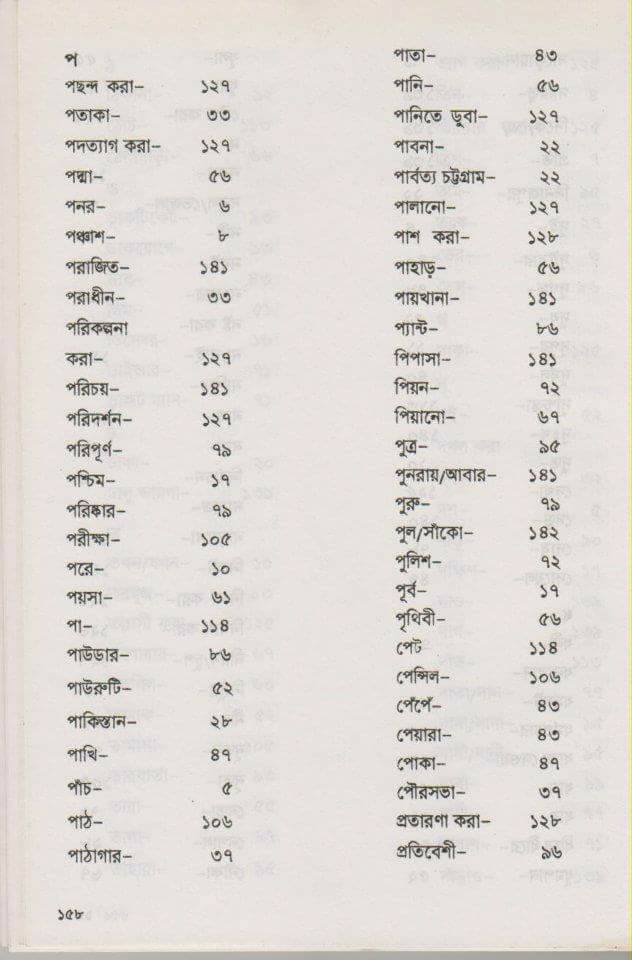 প
পছন্দ করা– ১২৭
পতাকা– ৩৩
পদত্যাগ করা– ১২৭
পদ্মা– ৫৬
পনর– ৬
পঞ্চাশ– ৮
পরাজিত– ১৪১
পরাধীন– ৩৩
পরিকল্পনা
করা– ১২৭
পরিচয়– ১৪১
পরিদর্শন– ১২৭
পরিপূর্ণ– ৭৯
পশ্চিম– ১৭
পরিষ্কার– ৭৯
পরীক্ষা– ১০৫
পরে– ১০
পয়সা– ৬১
পা– ১১৪
পাউডার– ৮৬
পাউরুটি– ৫২
পাকিস্তান– ২৮
পাখি– ৪৭
পাঁচ– ৫
পাঠ– ১০৬
পাঠাগার– ৩৭
পাতা– ৪৩
পানি– ৫৬
পানিতে ডুবা– ১২৭
পাবনা– ২২
পার্বত্য চট্টগ্রাম– ২২
পালানো– ১২৭
পাশ করা– ১২৮
পাহাড়– ৫৬
পায়খানা– ১৪১
প্যান্ট– ৮৬
পিপাসা– ১৪১
পিয়ন– ৭২
পিয়ানো– ৬৭
পুত্র– ৯৫
পুনরায়/আবার– ১৪১
পুরু– ৭৯
পুল/সাঁকো– ১৪২
পুলিশ– ৭২
পূর্ব– ১৭
পৃথিবী– ৫৬
পেট ১১৪
পেন্সিল– ১০৬
পেঁপেঁ– ৪৩
পেয়ারা– ৪৩
পোকা– ৪৭
পৌরসভা– ৩৭
প্রতারণা করা– ১২৮
প্রতিবেশী– ৯৬
১৫৮